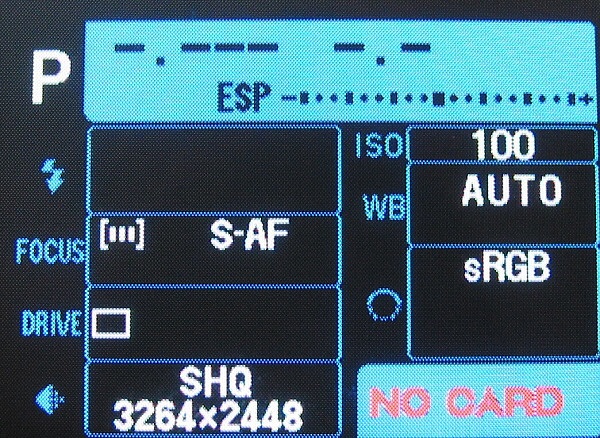 P
ESP
ISO 100
WB AUTO
FOCUS S-AF
sRGB
DRIVE
SHQ
3264×2448
NO CARD